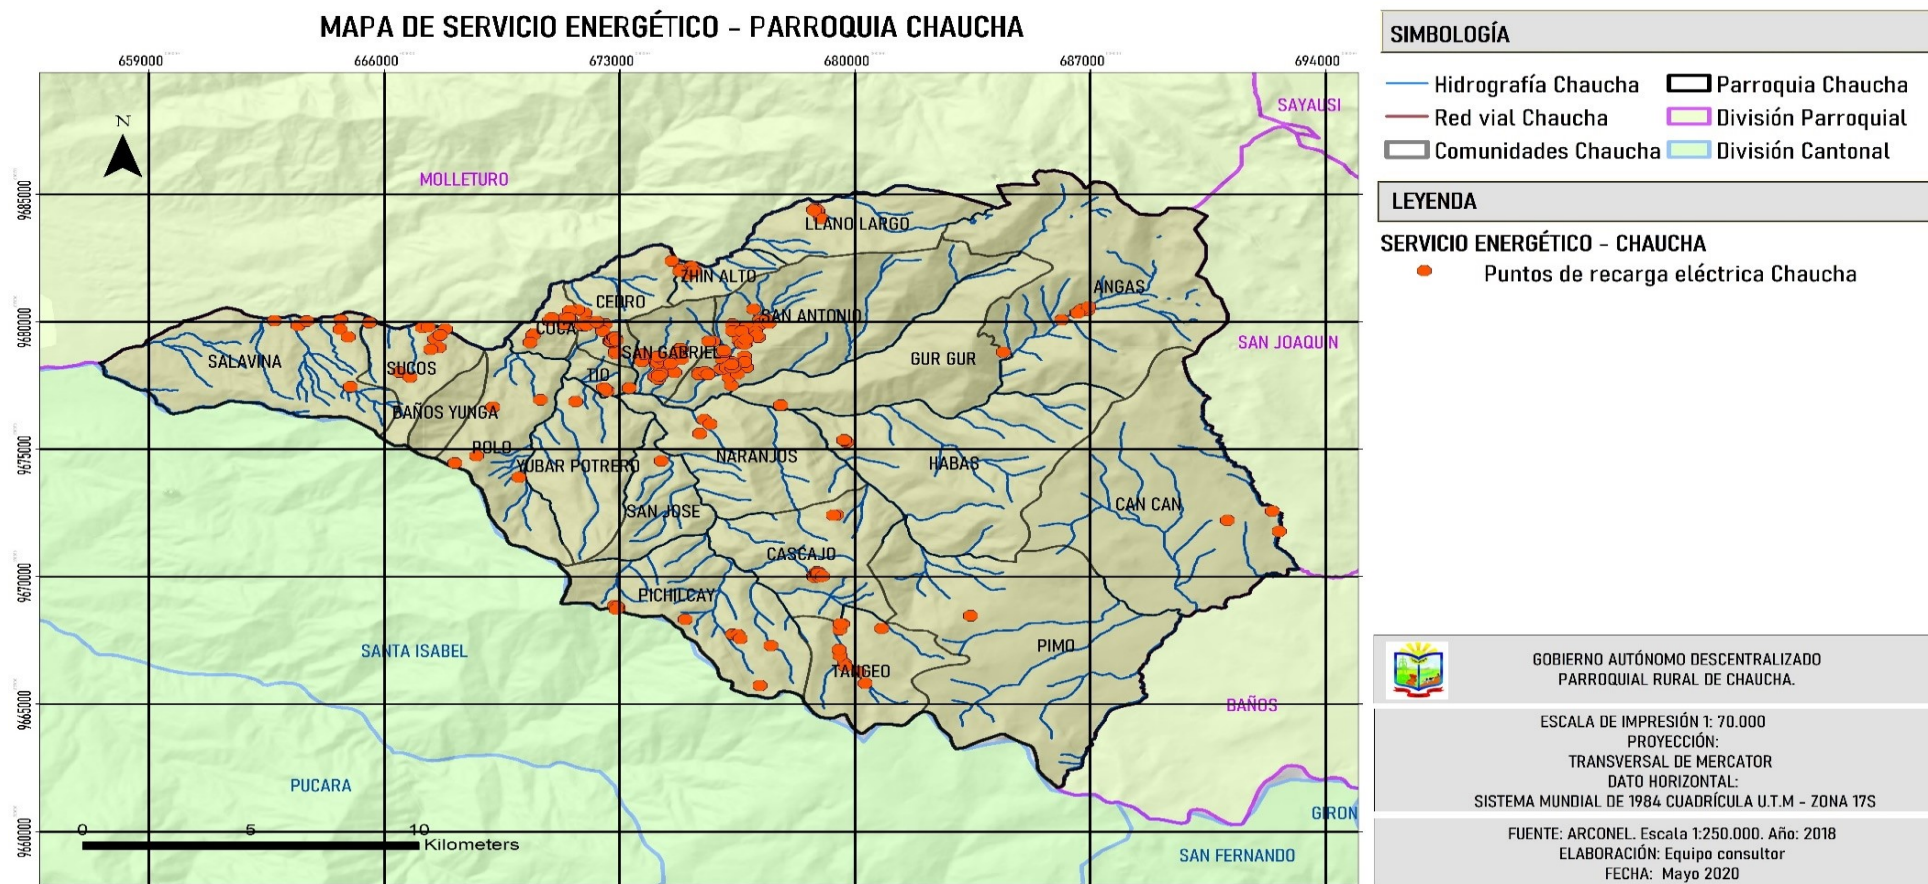 MAPA DE SERVICIO ENERGÉTICO - PARROQUIA CHAUCHA
659000 666000 673000 680000 687000 694000
N
9685000
9680000
9675000
9670000
9665000
9660000
SAYAUSI
MOLLETURO
LLANO LARGO
ZHIN ALTO
ANGAS
CEDRO
SAN ANTONIO
CUCA
SAN JOAQUIN
SAN GABRIEL
GUR GUR
SALAVINA
SUCOS
TIO
BAÑOS YUNGA
POLO
NARANJOS
YUBAR POTRERO
HABAS
CAN CAN
SAN JOSE
CASCAJO
PICHILCAY
PIMO
SANTA ISABEL
TANGEO
BAÑOS
PUCARA
GIRON
SAN FERNANDO
0 5 10
Kilometers
SIMBOLOGÍA
Hidrografía Chaucha
Parroquia Chaucha
Red vial Chaucha
División Parroquial
Comunidades Chaucha
División Cantonal
LEYENDA
SERVICIO ENERGÉTICO - CHAUCHA
Puntos de recarga eléctrica Chaucha
GOBIERNO AUTÓNOMO DESCENTRALIZADO
PARROQUIAL RURAL DE CHAUCHA.
ESCALA DE IMPRESIÓN 1: 70.000
PROYECCIÓN:
TRANSVERSAL DE MERCATOR
DATO HORIZONTAL:
SISTEMA MUNDIAL DE 1984 CUADRÍCULA U.T.M - ZONA 17S
FUENTE: ARCONEL. Escala 1:250.000. Año: 2018
ELABORACIÓN: Equipo consultor
FECHA: Mayo 2020